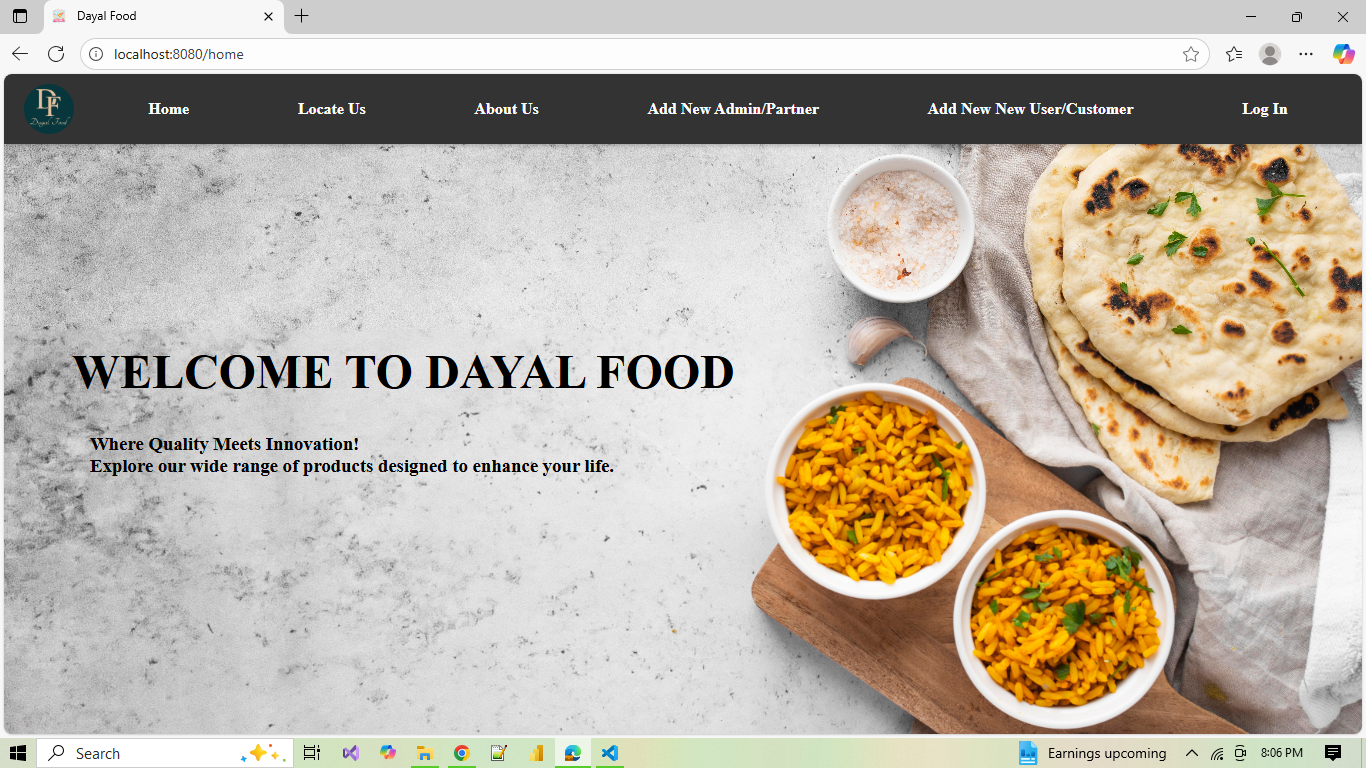 Dayal Food
localhost:8080/home
DF
Dayal Food
Home Locate Us About Us Add New Admin/Partner Add New New User/Customer Log In
WELCOME TO DAYAL FOOD
Where Quality Meets Innovation!
Explore our wide range of products designed to enhance your life.
Search Earnings upcoming 8:06 PM